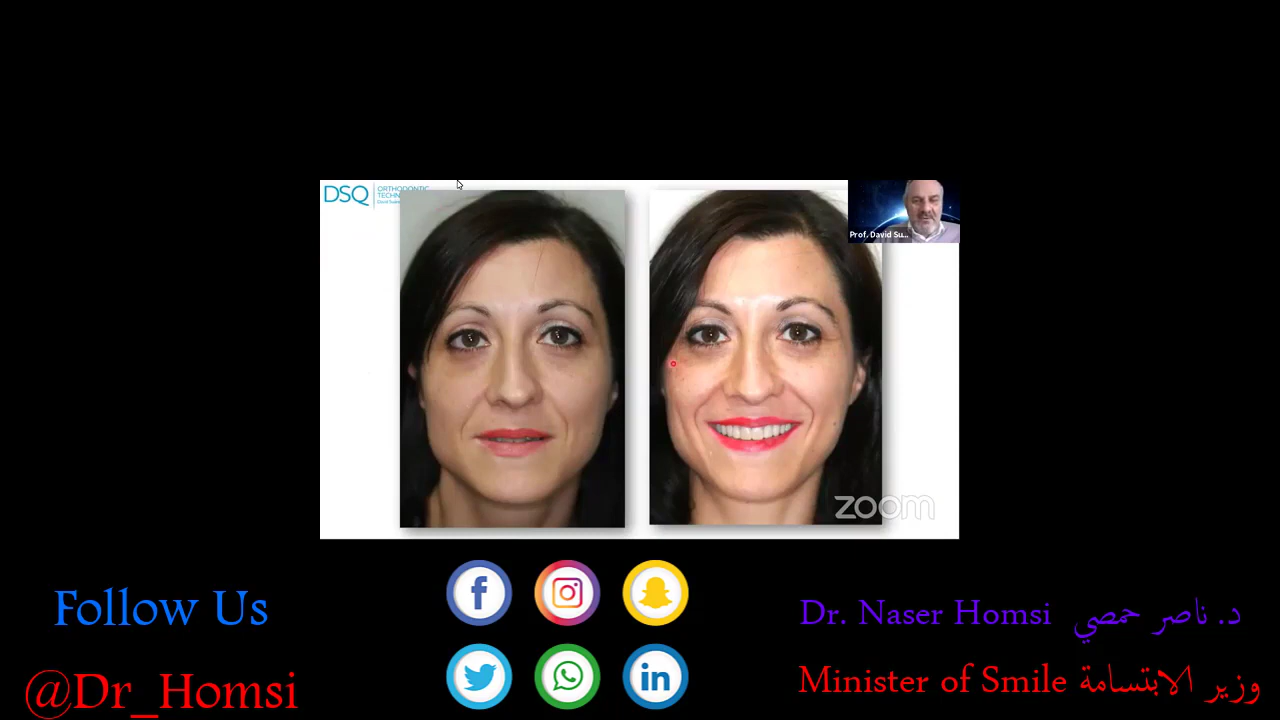 DSQ
ORTHODONTIC
Prof. David Su...
zoom
Follow Us
@Dr_Homsi
Dr. Naser Homsi د. ناصر حمصي
Minister of Smile وزير الابتسامة